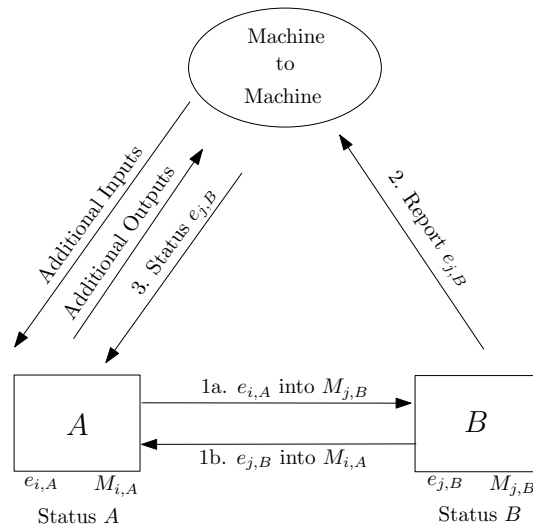 Machine
to
Machine
Additional Inputs
Additional Outputs
3. Status $e_{j,B}$
2. Report $e_{j,B}$
1a. $e_{i,A}$ into $M_{j,B}$
A
B
1b. $e_{j,B}$ into $M_{i,A}$
$e_{i,A}$ $M_{i,A}$
Status A
$e_{j,B}$ $M_{j,B}$
Status B